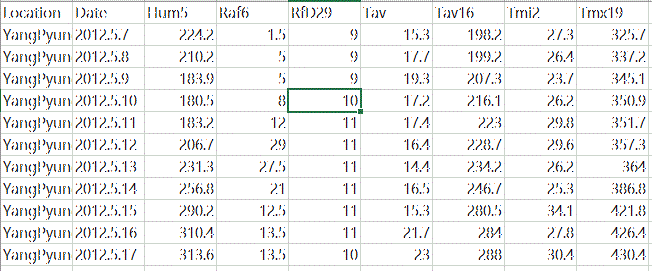 Location Date Hum5 Raf6 RfD29 Tav Tav16 Tmi2 Tmx19
YangPyun 2012.5.7 224.2 1.5 9 15.3 198.2 27.3 325.7
YangPyun 2012.5.8 210.2 5 9 17.7 199.2 26.4 337.2
YangPyun 2012.5.9 183.9 5 9 19.3 207.3 23.7 345.1
YangPyun 2012.5.10 180.5 8 10 17.2 216.1 26.2 350.9
YangPyun 2012.5.11 183.2 12 11 17.4 223 29.8 351.7
YangPyun 2012.5.12 206.7 29 11 16.4 228.7 29.6 357.3
YangPyun 2012.5.13 231.3 27.5 11 14.4 234.2 26.2 364
YangPyun 2012.5.14 256.8 21 11 16.5 246.7 25.3 386.8
YangPyun 2012.5.15 290.2 12.5 11 15.3 280.5 34.1 421.8
YangPyun 2012.5.16 310.4 13.5 11 21.7 284 27.8 426.4
YangPyun 2012.5.17 313.6 13.5 10 23 288 30.4 430.4